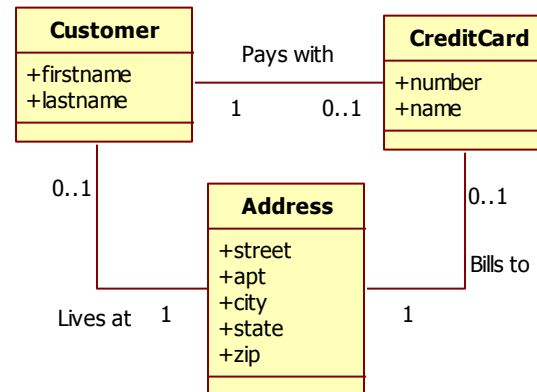 Customer
+firstname
+lastname
Pays with
1
0..1
CreditCard
+number
+name
0..1
Lives at
1
Address
+street
+apt
+city
+state
+zip
0..1
Bills to
1